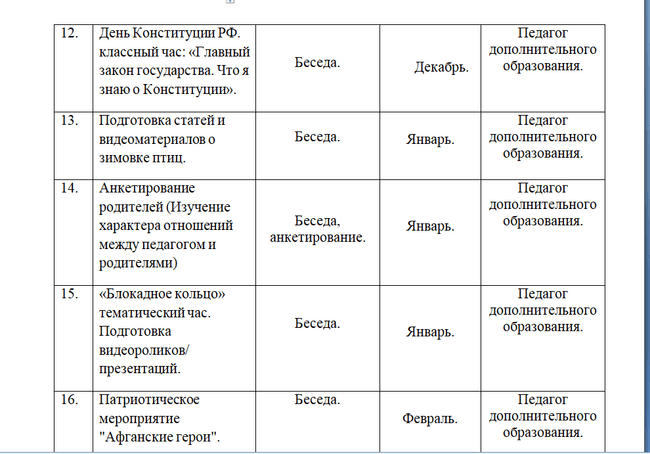 12.
День Конституции РФ.
классный час: «Главный
закон государства. Что я
знаю о Конституции».
Беседа.
Декабрь.
Педагог
дополнительного
образования.
13.
Подготовка статей и
видеоматериалов о
зимовке птиц.
Беседа.
Январь.
Педагог
дополнительного
образования.
14.
Анкетирование
родителей (Изучение
характера отношений
между педагогом и
родителями)
Беседа,
анкетирование.
Январь.
Педагог
дополнительного
образования.
15.
«Блокадное кольцо»
тематический час.
Подготовка
видеороликов/
презентаций.
Беседа.
Январь.
Педагог
дополнительного
образования.
16.
Патриотическое
мероприятие
"Афганские герои".
Беседа.
Февраль.
Педагог
дополнительного
образования.